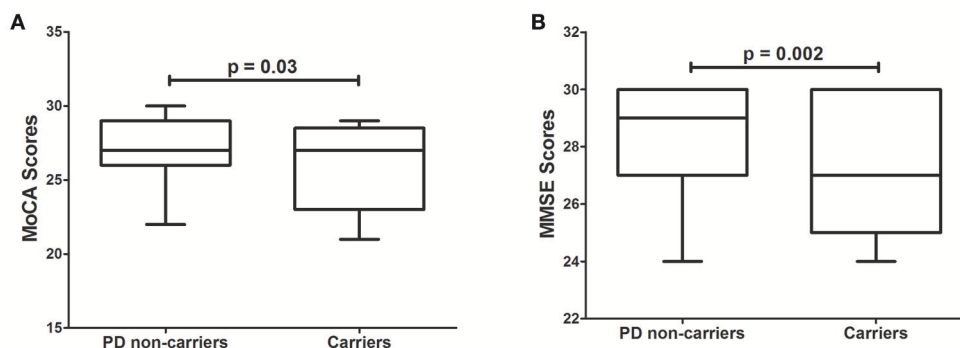 A
p = 0.03
MoCA Scores
35
30
25
20
15
PD non-carriers
Carriers
B
p = 0.002
MMSE Scores
32
30
28
26
24
22
PD non-carriers
Carriers